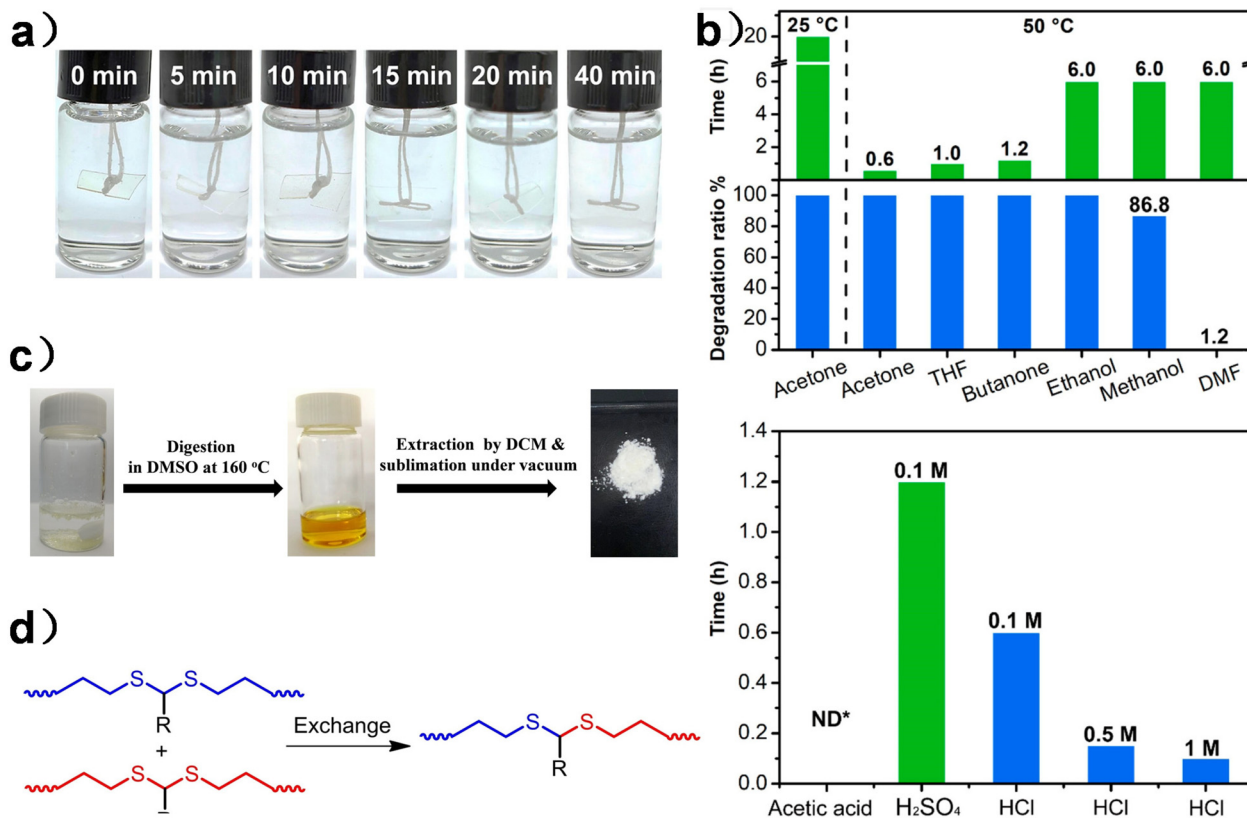 a)
0 min 5 min 10 min 15 min 20 min 40 min
b)
25 °C 50 °C
Time (h)
20
6
4
2
0.6 1.0 1.2 6.0 6.0 6.0
Degradation ratio %
100
80
60
40
20
0
86.8
1.2
Acetone Acetone THF Butanone Ethanol Methanol DMF
c)
Digestion
in DMSO at 160 °C
Extraction by DCM &
sublimation under vacuum
d)
S S
R
+
S S
Exchange
S S
R
Time (h)
1.4
1.2
1.0
0.8
0.6
0.4
0.2
0.0
ND*
0.1 M
0.1 M
0.5 M
1 M
Acetic acid H₂SO₄ HCl HCl HCl